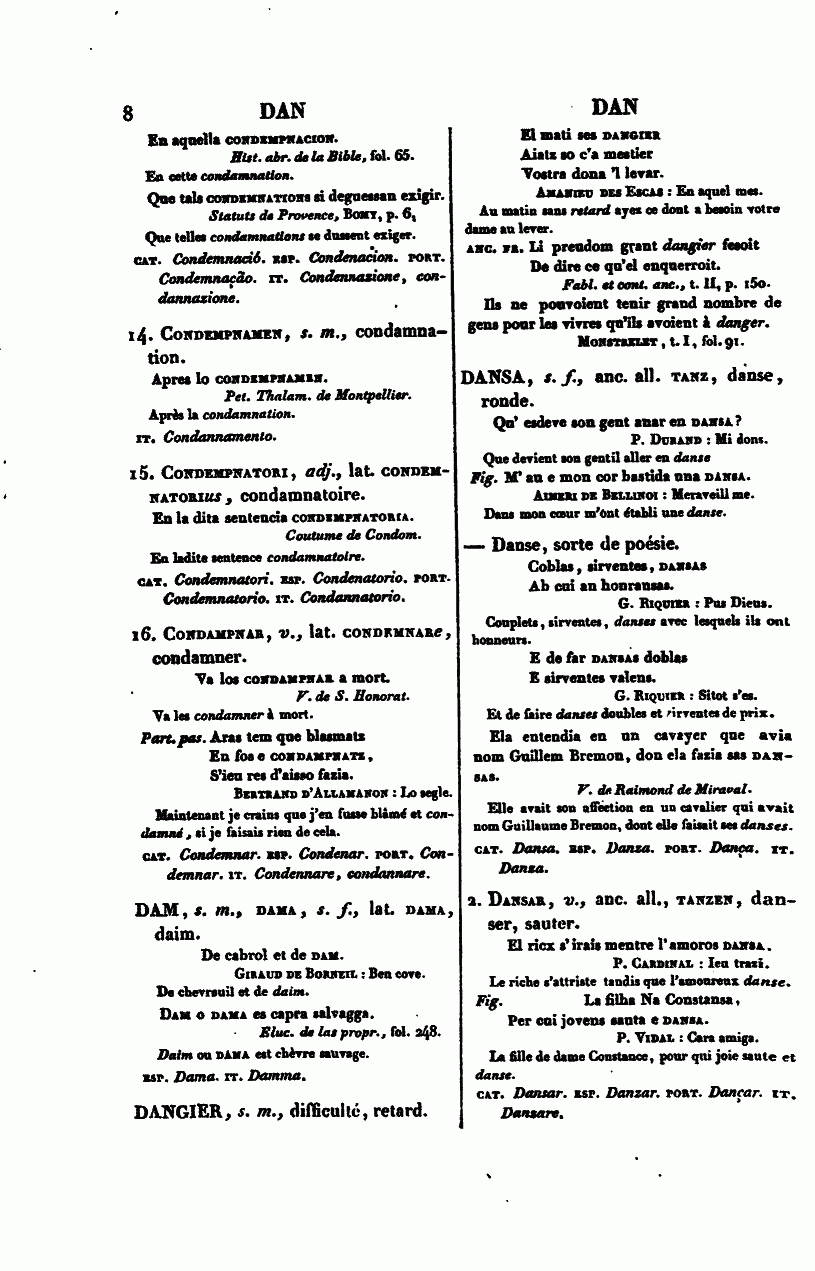 8 DAN
DAN
En aquella CONDEMPNACION.
Hist. abr. de la Bible, fol. 65.
En cette condamnation.
Que tals CONDEMNATIONS si deguessan exigir.
Statuts de Provence, BOMY, p. 6.
Que telles condamnations se dussent exiger.
CAT. Condemnació. ESP. Condenacion. PORT.
Condemnação. IT. Condennazione, con-
dannazione.
14. CONDEMPNAMEN, s. m., condamna-
tion.
Apres lo CONDEMPNAMEN.
Pet. Thalam. de Montpellier.
Après la condamnation.
IT. Condannamento.
15. CONDEMPNATORI, adj., lat. CONDEM-
NATORIUS, condamnatoire.
En la dita sentencia CONDEMPNATORIA.
Coutume de Condom.
En ladite sentence condamnatoire.
CAT. Condemnatori. ESP. Condenatorio. PORT.
Condemnatorio. IT. Condannatorio.
16. CONDAMPNAR, v., lat. CONDEMNARE,
condamner.
Va los CONDAMPNAR a mort.
V. de S. Honorat.
Va les condamner à mort.
Part. pas. Aras tem que blasmatz
En fos e CONDAMPNATZ,
S'ieu res d'aisso fazia.
BERTRAND D'ALLAMANON : Lo segle.
Maintenant je crains que j'en fusse blâmé et con-
damné, si je faisais rien de cela.
CAT. Condemnar. ESP. Condenar. PORT. Con-
demnar. IT. Condennare, condannare.
DAM, s. m., DAMA, s. f., lat. DAMA,
daim.
De cabrol et de DAM.
GIRAUD DE BORNEIL : Ben cove.
De chevreuil et de daim.
DAM o DAMA es capra salvagga.
Eluc. de las propr., fol. 248.
Daim ou DAMA est chèvre sauvage.
ESP. Dama. IT. Damma.
DANGIER, s. m., difficulté, retard.
El mati ses DANGIER
Aiatz so c'a mestier
Vostra dona 'l levar.
AMANIEU DES ESCAS : En aquel mes.
Au matin sans retard ayez ce dont a besoin votre
dame au lever.
ANC. FR. Li preudom grant dangier fesoit
De dire ce qu'el enquerroit.
Fabl. et cont. anc., t. II, p. 150.
Ils ne pouvoient tenir grand nombre de
gens pour les vivres qu'ils avoient à danger.
MONSTRELET, t. I, fol. 91.
DANSA, s. f., anc. all. TANZ, danse,
ronde.
Qu' esdeve son gent anar en DANSA?
P. DURAND : Mi dons.
Que devient son gentil aller en danse
Fig. M' an e mon cor bastida una DANSA.
AIMERI DE BELLINOI : Meraveill me.
Dans mon cœur m'ont établi une danse.
— Danse, sorte de poésie.
Coblas, sirventes, DANSAS
Ab cui an honransas.
G. RIQUIER : Pus Dieus.
Couplets, sirventes, danses avec lesquels ils ont
honneurs.
E de far DANSAS doblas
E sirventes valens.
G. RIQUIER : Sitot s'es.
Et de faire danses doubles et sirventes de prix.
Ela entendia en un cavayer que avia
nom Guillem Bremon, don ela fazia sas DAN-
SAS.
V. de Raimond de Miraval.
Elle avait son affection en un cavalier qui avait
nom Guillaume Bremon, dont elle faisait ses danses.
CAT. Dansa. ESP. Danza. PORT. Dança. IT.
Danza.
2. DANSAR, v., anc. all., TANZEN, dan-
ser, sauter.
El ricx s'irais mentre l'amoros DANSA.
P. CARDINAL : Ieu trazi.
Le riche s'attriste tandis que l'amoureux danse.
Fig. La filha Na Constansa,
Per cui jovens sauta e DANSA.
P. VIDAL : Cara amiga.
La fille de dame Constance, pour qui joie saute et
danse.
CAT. Dansar. ESP. Danzar. PORT. Dançar. IT.
Danzare.